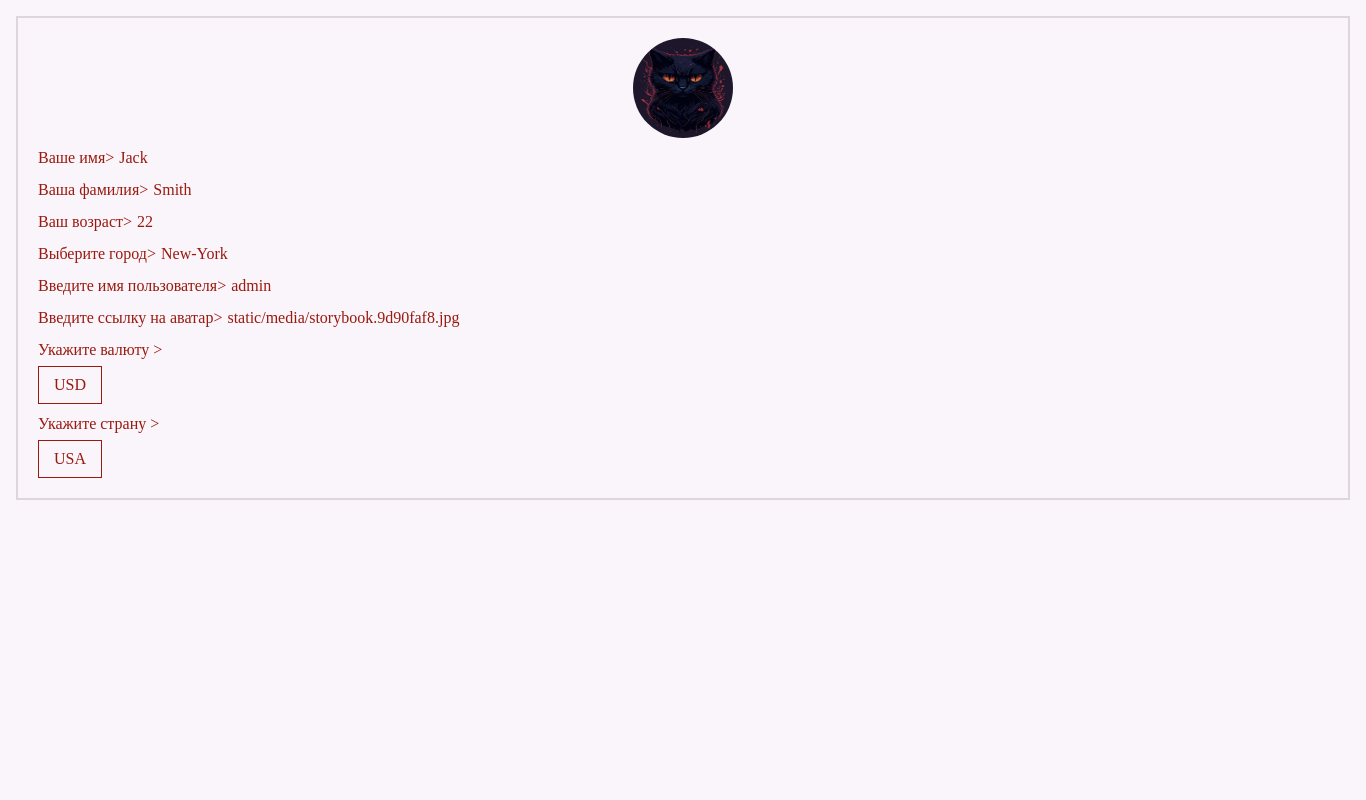 Ваше имя> Jack
Ваша фамилия> Smith
Ваш возраст> 22
Выберите город> New-York
Введите имя пользователя> admin
Введите ссылку на аватар> static/media/storybook.9d90faf8.jpg
Укажите валюту >
USD
Укажите страну >
USA